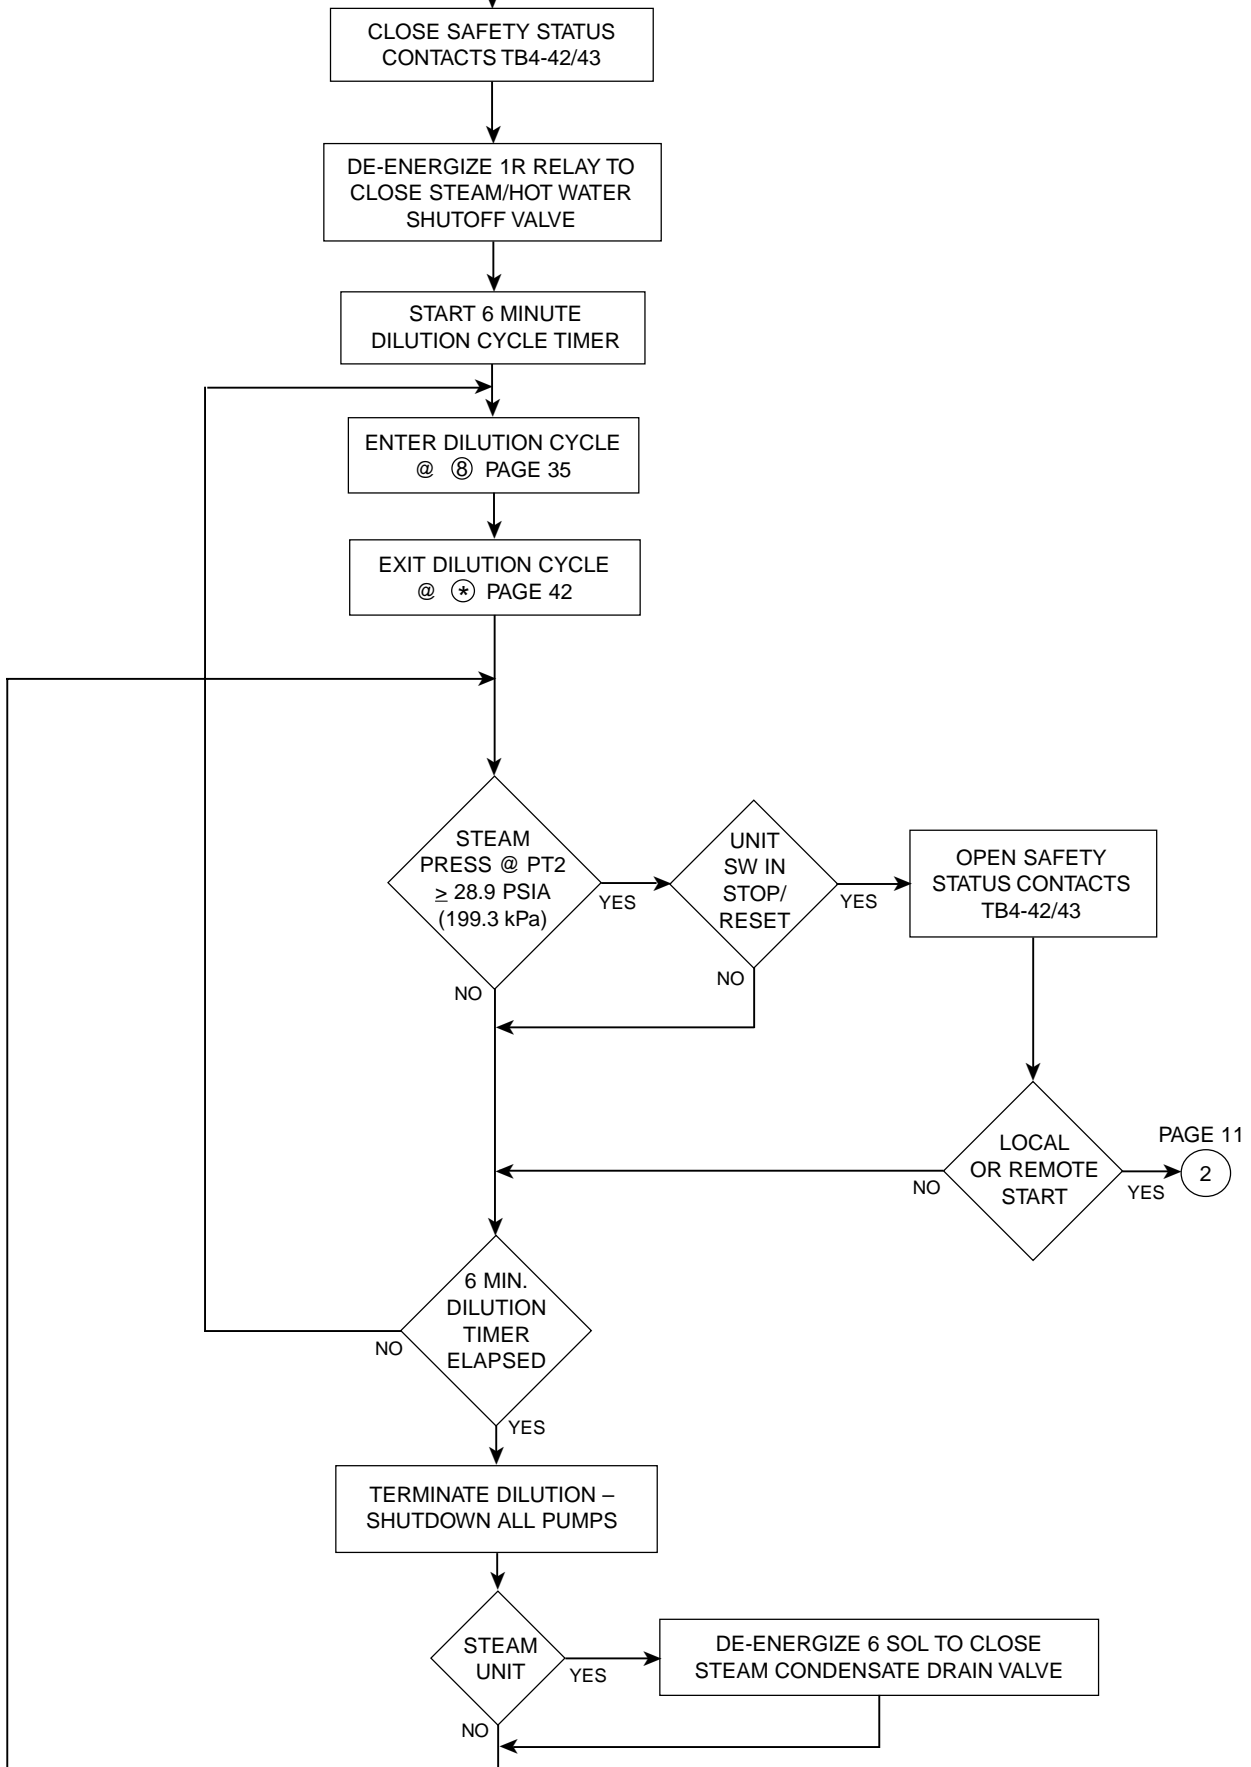 CLOSE SAFETY STATUS
CONTACTS TB4-42/43
DE-ENERGIZE 1R RELAY TO
CLOSE STEAM/HOT WATER
SHUTOFF VALVE
START 6 MINUTE
DILUTION CYCLE TIMER
ENTER DILUTION CYCLE
@ ⑧ PAGE 35
EXIT DILUTION CYCLE
@ ⊛ PAGE 42
STEAM
PRESS @ PT2
≥ 28.9 PSIA
(199.3 kPa)
YES
NO
UNIT
SW IN
STOP/
RESET
YES
NO
OPEN SAFETY
STATUS CONTACTS
TB4-42/43
LOCAL
OR REMOTE
START
NO
YES
PAGE 11
2
6 MIN.
DILUTION
TIMER
ELAPSED
NO
YES
TERMINATE DILUTION –
SHUTDOWN ALL PUMPS
STEAM
UNIT
YES
NO
DE-ENERGIZE 6 SOL TO CLOSE
STEAM CONDENSATE DRAIN VALVE